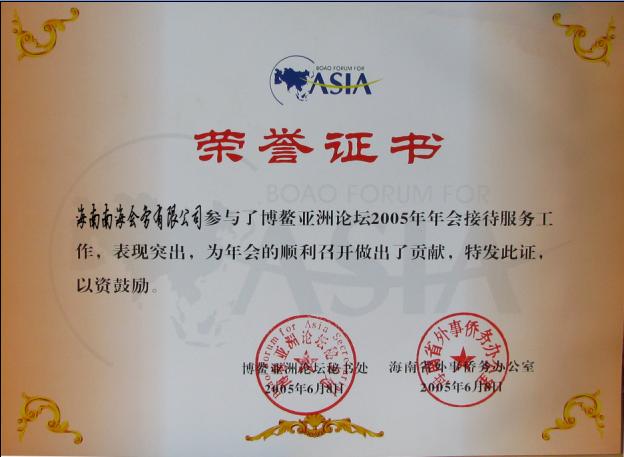 BOAO FORUM FOR
ASIA
荣誉证书
海南南海会务有限公司参与了博鳌亚洲论坛2005年年会接待服务工
作，表现突出，为年会的顺利召开做出了贡献，特发此证，
以资鼓励。
BOAO FORUM FOR
ASIA
博鳌亚洲论坛秘书处
2005年6月8日
海南省外事侨务办公室
2005年6月8日